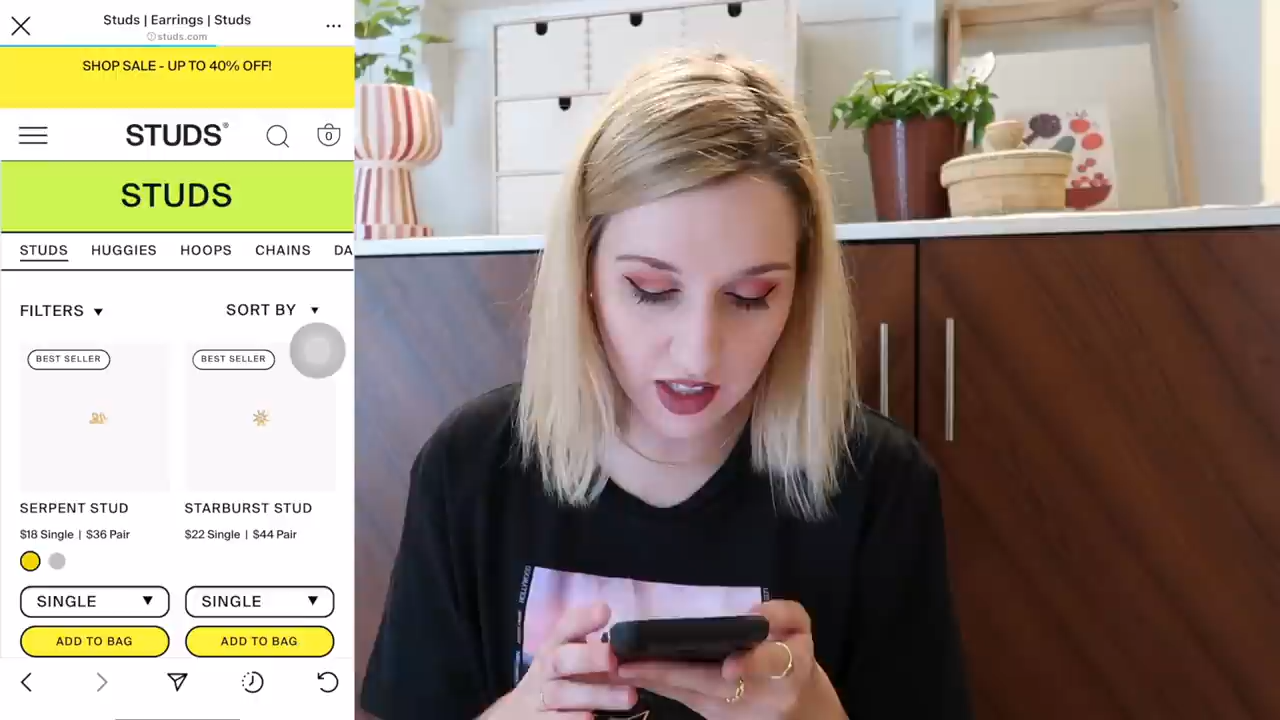 Studs | Earrings | Studs
studs.com
SHOP SALE - UP TO 40% OFF!
STUDS®
0
STUDS
STUDS HUGGIES HOOPS CHAINS DA
FILTERS ▼ SORT BY ▼
BEST SELLER BEST SELLER
SERPENT STUD STARBURST STUD
$18 Single | $36 Pair $22 Single | $44 Pair
SINGLE ▼ SINGLE ▼
ADD TO BAG ADD TO BAG